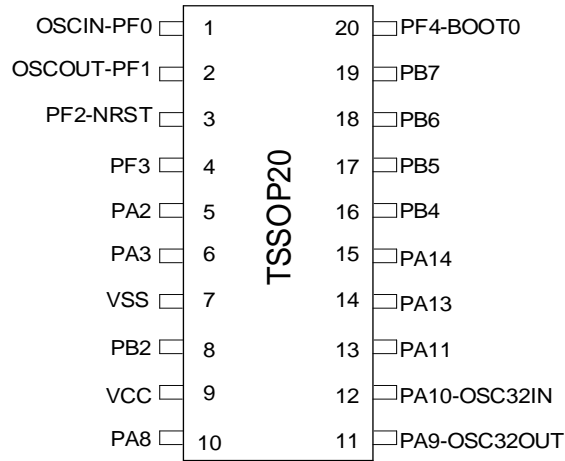 OSCIN-PF0 1 20 PF4-BOOT0
OSCOUT-PF1 2 19 PB7
PF2-NRST 3 18 PB6
PF3 4 17 PB5
PA2 5 16 PB4
PA3 6 15 PA14
VSS 7 14 PA13
PB2 8 13 PA11
VCC 9 12 PA10-OSC32IN
PA8 10 11 PA9-OSC32OUT
TSSOP20